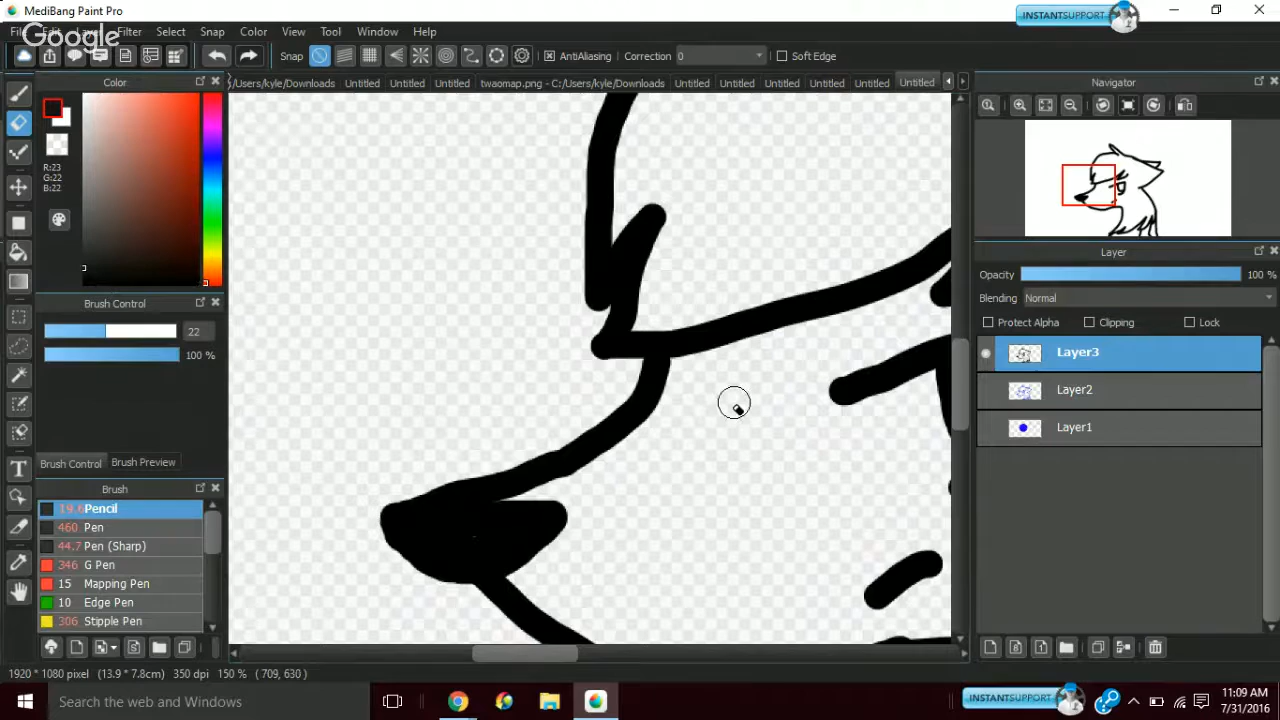 MediBang Paint Pro
INSTANTSUPPORT
File Edit Layer Filter Select Snap Color View Tool Window Help
Google
Snap AntiAliasing Correction 0 Soft Edge
Color
/Users/kyle/Downloads Untitled Untitled Untitled twaomap.png - C:/Users/kyle/Downloads Untitled Untitled Untitled Untitled Untitled Untitled
Navigator
R:23
G:22
B:22
Brush Control
22
100 %
Brush Control Brush Preview
Brush
19.6 Pencil
460 Pen
44.7 Pen (Sharp)
346 G Pen
15 Mapping Pen
10 Edge Pen
306 Stipple Pen
Layer
Opacity 100 %
Blending Normal
Protect Alpha Clipping Lock
Layer3
Layer2
Layer1
1920 * 1080 pixel (13.9 * 7.8cm) 350 dpi 150 % ( 709, 630 )
Search the web and Windows
INSTANTSUPPORT
11:09 AM
7/31/2016